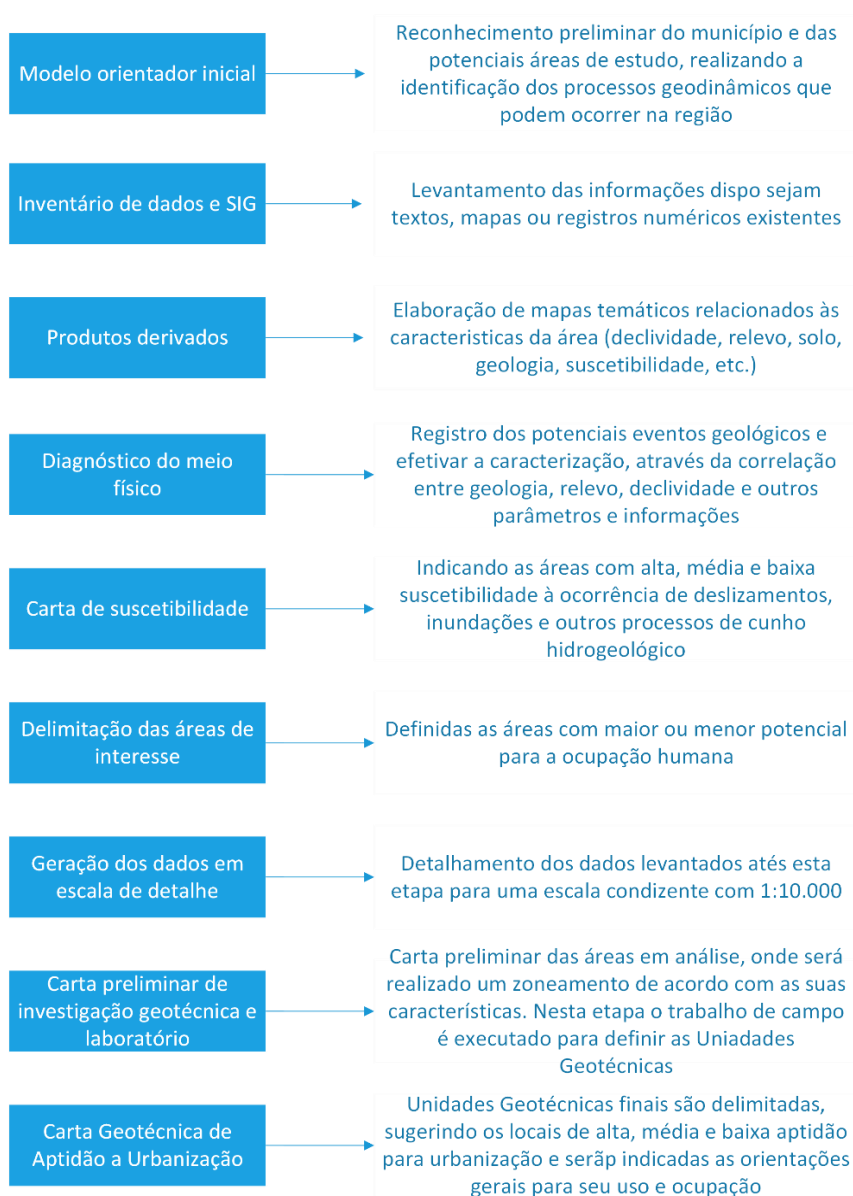 Modelo orientador inicial
Reconhecimento preliminar do município e das
potenciais áreas de estudo, realizando a
identificação dos processos geodinâmicos que
podem ocorrer na região
Inventário de dados e SIG
Levantamento das informações dispo sejam
textos, mapas ou registros numéricos existentes
Produtos derivados
Elaboração de mapas temáticos relacionados às
caracteristicas da área (declividade, relevo, solo,
geologia, suscetibilidade, etc.)
Diagnóstico do meio
físico
Registro dos potenciais eventos geológicos e
efetivar a caracterização, através da correlação
entre geologia, relevo, declividade e outros
parâmetros e informações
Carta de suscetibilidade
Indicando as áreas com alta, média e baixa
suscetibilidade à ocorrência de deslizamentos,
inundações e outros processos de cunho
hidrogeológico
Delimitação das áreas de
interesse
Definidas as áreas com maior ou menor potencial
para a ocupação humana
Geração dos dados em
escala de detalhe
Detalhamento dos dados levantados até esta
etapa para uma escala condizente com 1:10.000
Carta preliminar de
investigação geotécnica e
laboratório
Carta preliminar das áreas em análise, onde será
realizado um zoneamento de acordo com as suas
características. Nesta etapa o trabalho de campo
é executado para definir as Uniadades
Geotécnicas
Carta Geotécnica de
Aptidão a Urbanização
Unidades Geotécnicas finais são delimitadas,
sugerindo os locais de alta, média e baixa aptidão
para urbanização e serãp indicadas as orientações
gerais para seu uso e ocupação